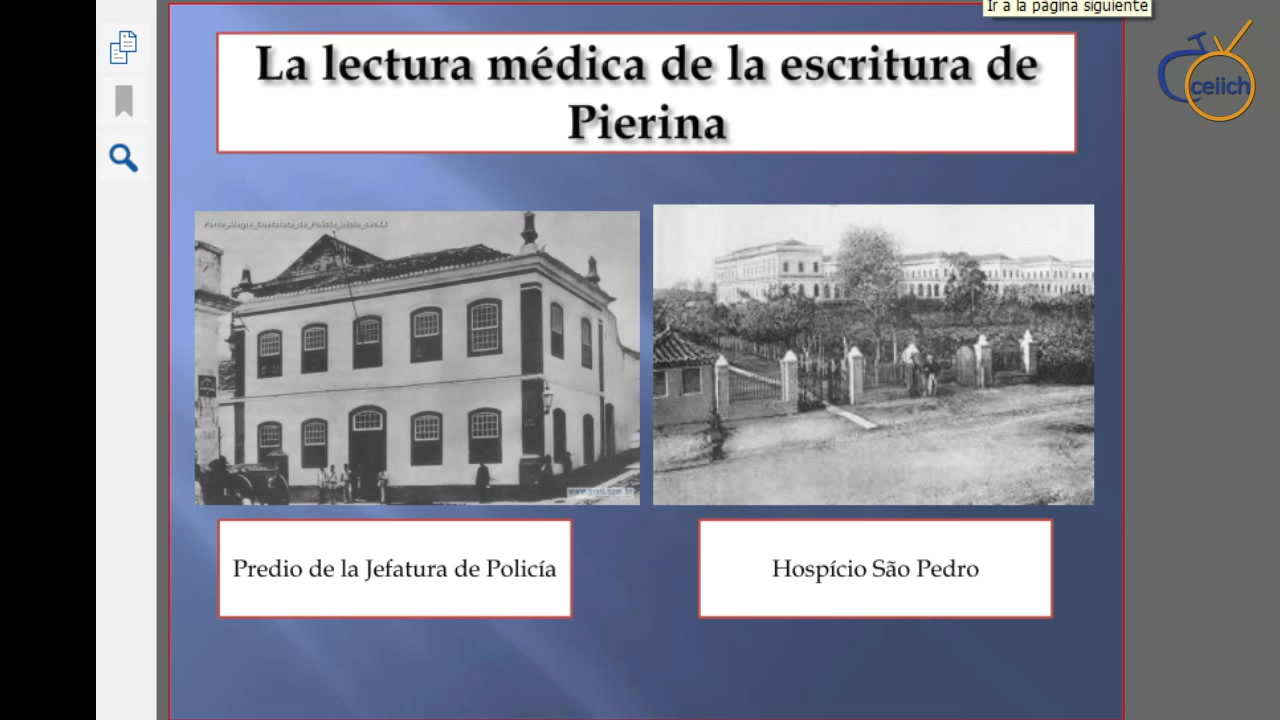 Ir a la página siguiente
ceiich
La lectura médica de la escritura de
Pierina
Predio de la Jefatura de Policía
Hospício São Pedro